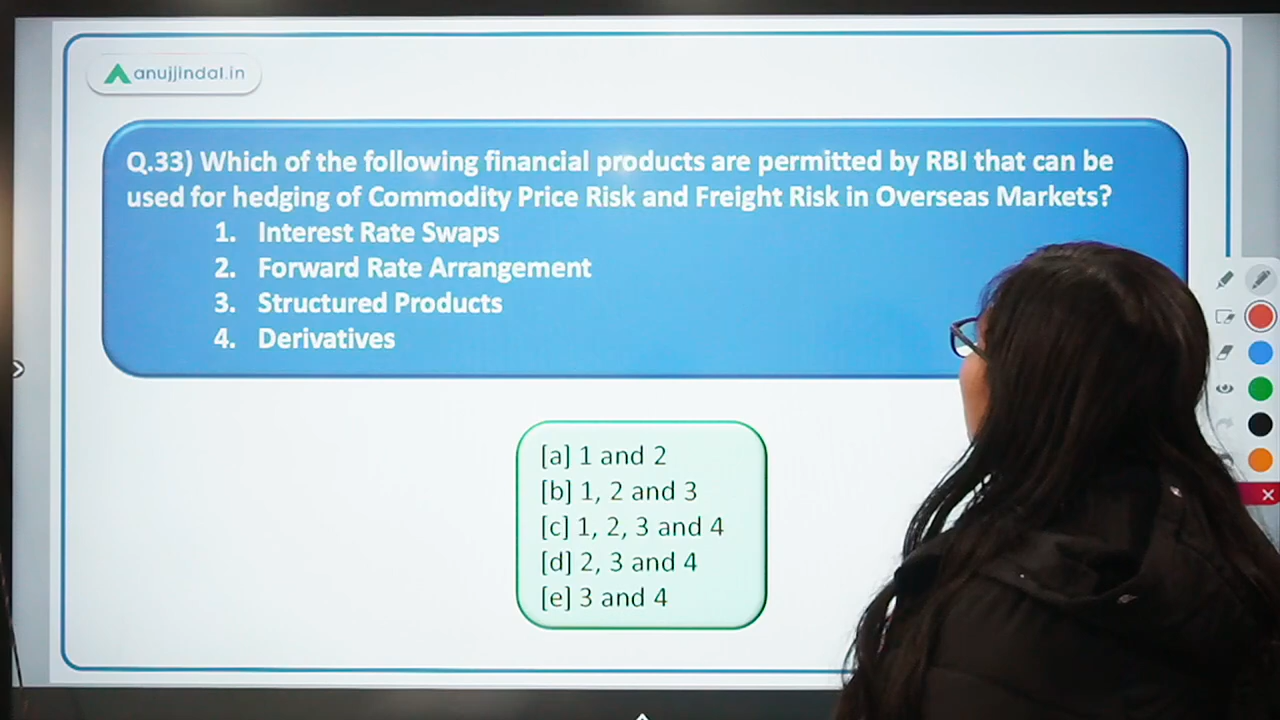 anujjindal.in
Q.33) Which of the following financial products are permitted by RBI that can be
used for hedging of Commodity Price Risk and Freight Risk in Overseas Markets?
1. Interest Rate Swaps
2. Forward Rate Arrangement
3. Structured Products
4. Derivatives
[a] 1 and 2
[b] 1, 2 and 3
[c] 1, 2, 3 and 4
[d] 2, 3 and 4
[e] 3 and 4